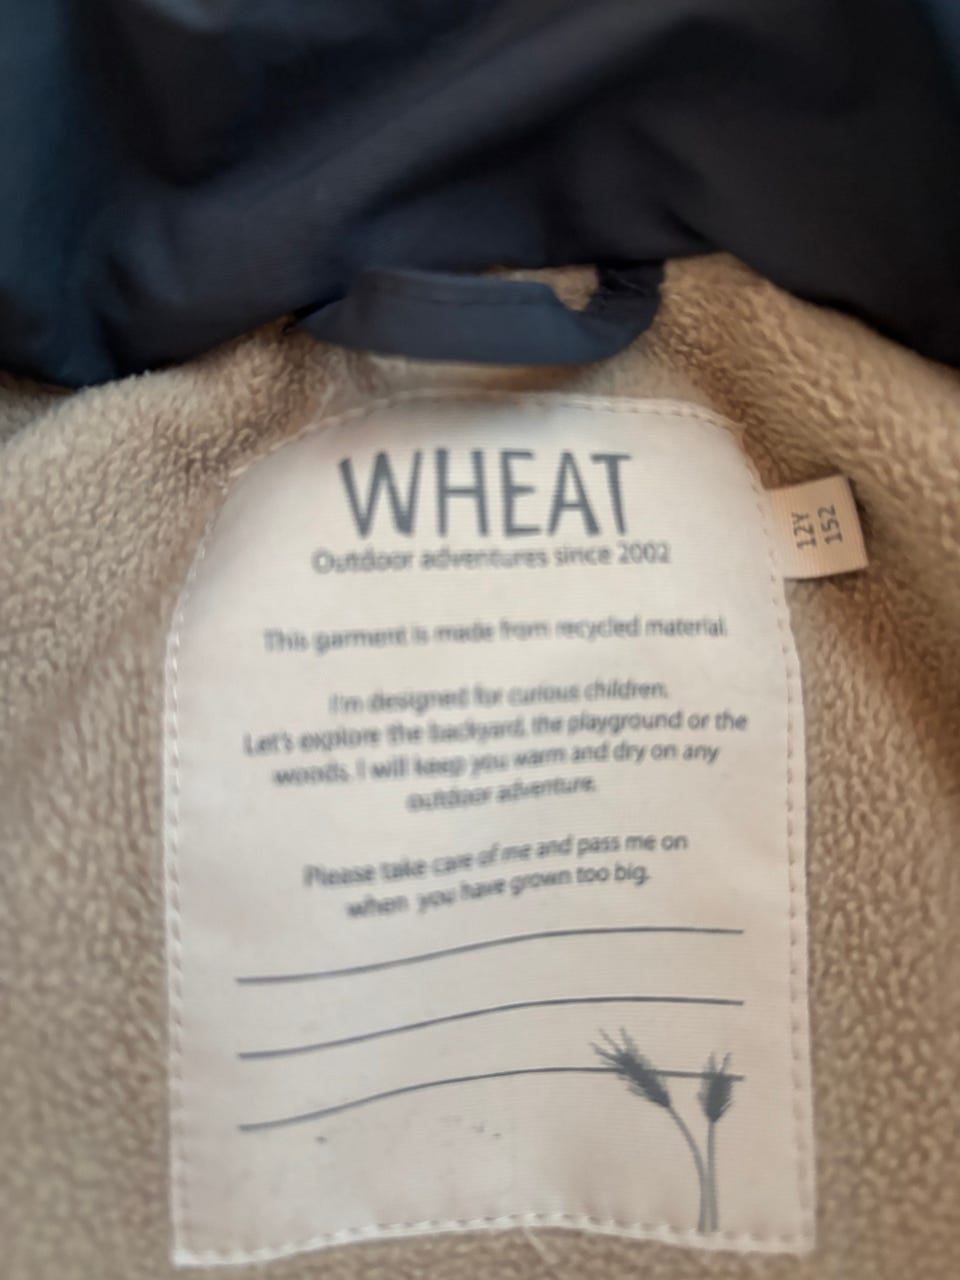 WHEAT
Outdoor adventures since 2002
12Y
152
This garment is made from recycled material.
I'm designed for curious children.
Let's explore the backyard, the playground or the
woods. I will keep you warm and dry on any
outdoor adventure.
Please take care of me and pass me on
when you have grown too big.